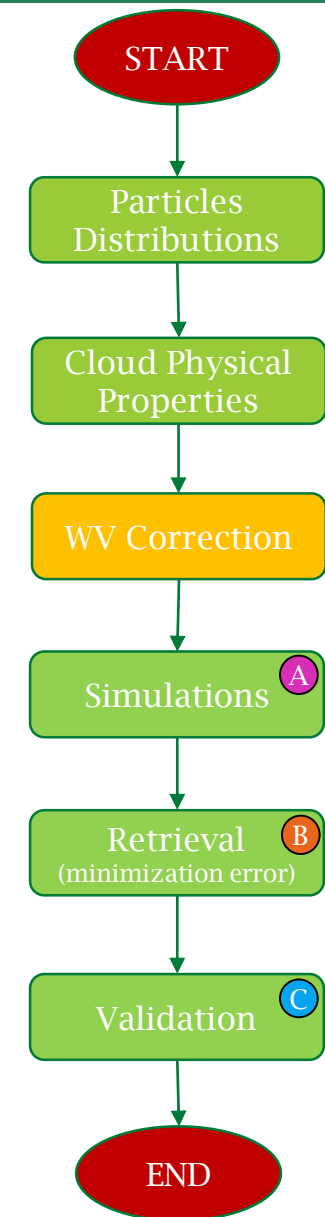 START
Particles
Distributions
Cloud Physical
Properties
WV Correction
A
Simulations
B
Retrieval
(minimization error)
C
Validation
END